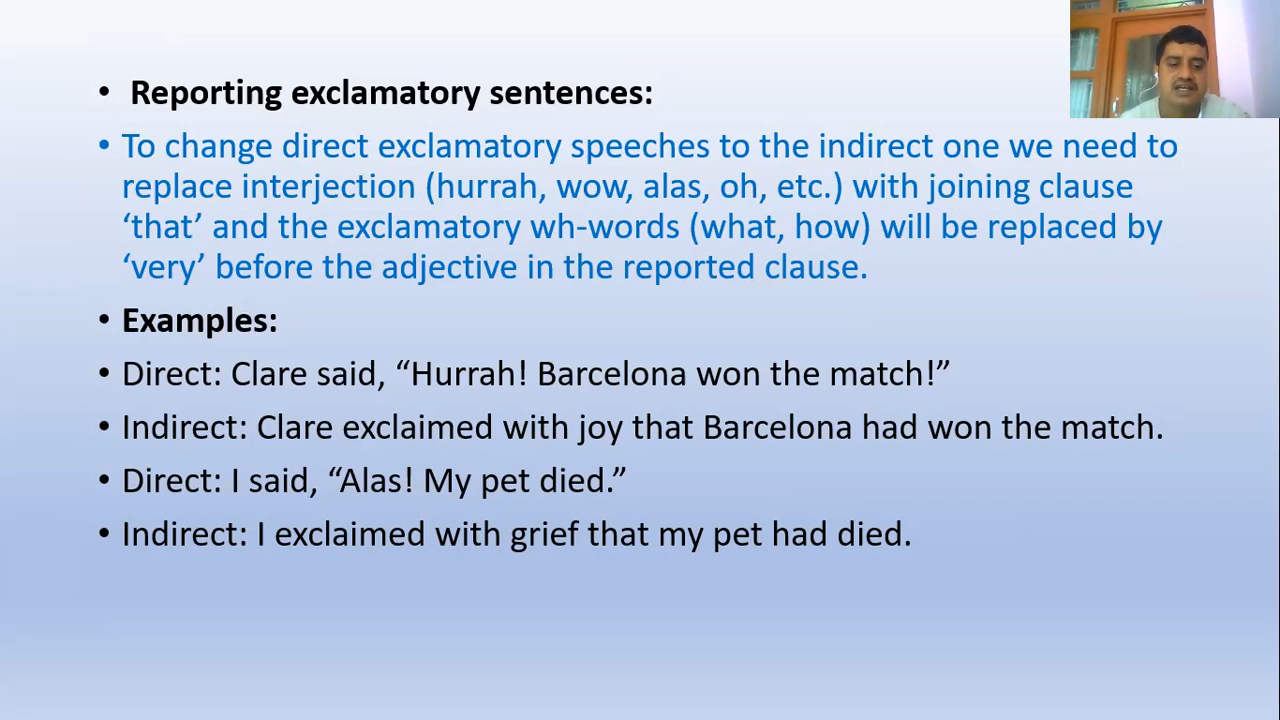 • Reporting exclamatory sentences:
• To change direct exclamatory speeches to the indirect one we need to
replace interjection (hurrah, wow, alas, oh, etc.) with joining clause
‘that’ and the exclamatory wh-words (what, how) will be replaced by
‘very’ before the adjective in the reported clause.
• Examples:
• Direct: Clare said, “Hurrah! Barcelona won the match!”
• Indirect: Clare exclaimed with joy that Barcelona had won the match.
• Direct: I said, “Alas! My pet died.”
• Indirect: I exclaimed with grief that my pet had died.